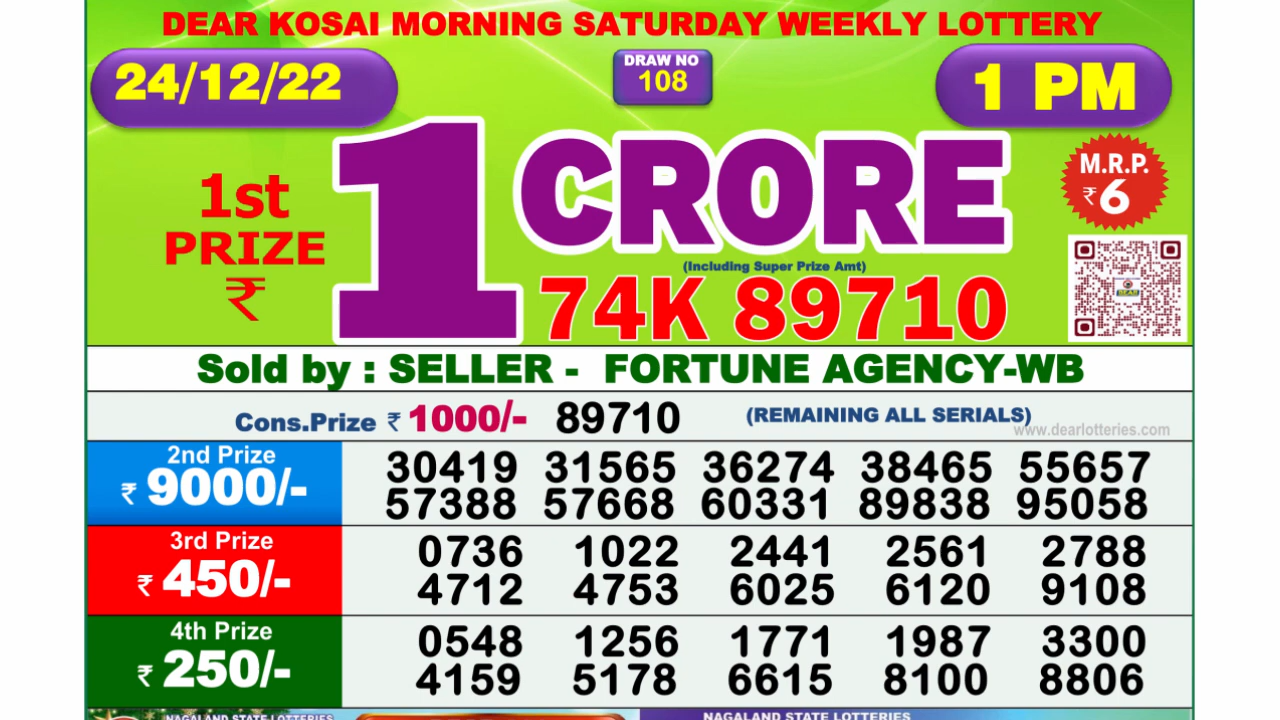 DEAR KOSAI MORNING SATURDAY WEEKLY LOTTERY
24/12/22
DRAW NO
108
1 PM
1 CRORE
1st
PRIZE
₹
M.R.P.
₹6
(Including Super Prize Amt)
74K 89710
DEAR
Sold by : SELLER - FORTUNE AGENCY-WB
Cons.Prize ₹ 1000/- 89710 (REMAINING ALL SERIALS)
www.dearlotteries.com
2nd Prize
₹ 9000/-
30419 31565 36274 38465 55657
57388 57668 60331 89838 95058
3rd Prize
₹ 450/-
0736 1022 2441 2561 2788
4712 4753 6025 6120 9108
4th Prize
₹ 250/-
0548 1256 1771 1987 3300
4159 5178 6615 8100 8806
NAGALAND STATE LOTTERIES
NAGALAND STATE LOTTERIES